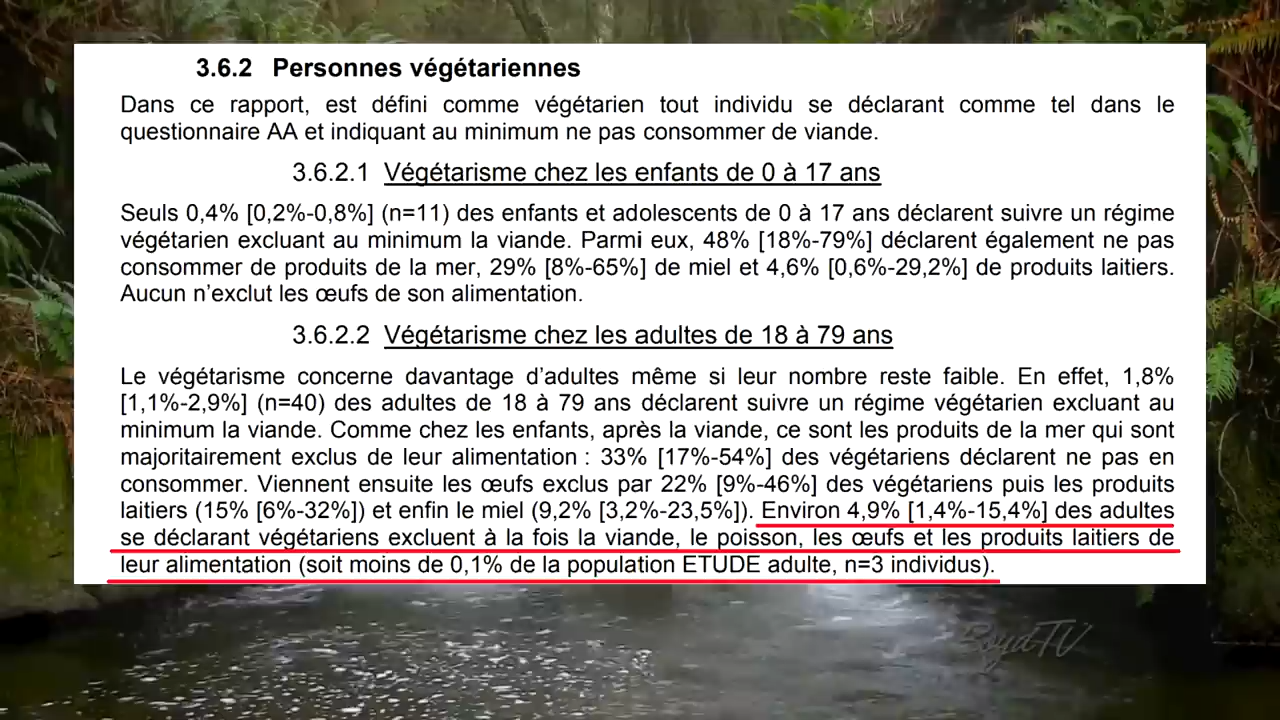 3.6.2 Personnes végétariennes
Dans ce rapport, est défini comme végétarien tout individu se déclarant comme tel dans le
questionnaire AA et indiquant au minimum ne pas consommer de viande.
3.6.2.1 Végétarisme chez les enfants de 0 à 17 ans
Seuls 0,4% [0,2%-0,8%] (n=11) des enfants et adolescents de 0 à 17 ans déclarent suivre un régime
végétarien excluant au minimum la viande. Parmi eux, 48% [18%-79%] déclarent également ne pas
consommer de produits de la mer, 29% [8%-65%] de miel et 4,6% [0,6%-29,2%] de produits laitiers.
Aucun n’exclut les œufs de son alimentation.
3.6.2.2 Végétarisme chez les adultes de 18 à 79 ans
Le végétarisme concerne davantage d’adultes même si leur nombre reste faible. En effet, 1,8%
[1,1%-2,9%] (n=40) des adultes de 18 à 79 ans déclarent suivre un régime végétarien excluant au
minimum la viande. Comme chez les enfants, après la viande, ce sont les produits de la mer qui sont
majoritairement exclus de leur alimentation : 33% [17%-54%] des végétariens déclarent ne pas en
consommer. Viennent ensuite les œufs exclus par 22% [9%-46%] des végétariens puis les produits
laitiers (15% [6%-32%]) et enfin le miel (9,2% [3,2%-23,5%]). Environ 4,9% [1,4%-15,4%] des adultes
se déclarant végétariens excluent à la fois la viande, le poisson, les œufs et les produits laitiers de
leur alimentation (soit moins de 0,1% de la population ETUDE adulte, n=3 individus).